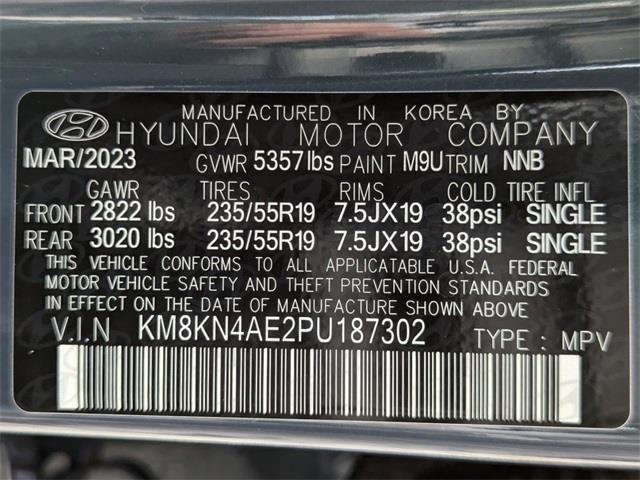 MANUFACTURED IN KOREA BY
HYUNDAI MOTOR COMPANY
MAR/2023 GVWR 5357 lbs PAINT M9U TRIM NNB
GAWR TIRES RIMS COLD TIRE INFL
FRONT 2822 lbs 235/55R19 7.5JX19 38psi SINGLE
REAR 3020 lbs 235/55R19 7.5JX19 38psi SINGLE
THIS VEHICLE CONFORMS TO ALL APPLICATABLE U.S.A. FEDERAL
MOTOR VEHICLE SAFETY AND THEFT PREVENTION STANDARDS
IN EFFECT ON THE DATE OF MANUFACTURE SHOWN ABOVE
V.I.N KM8KN4AE2PU187302 TYPE : MPV